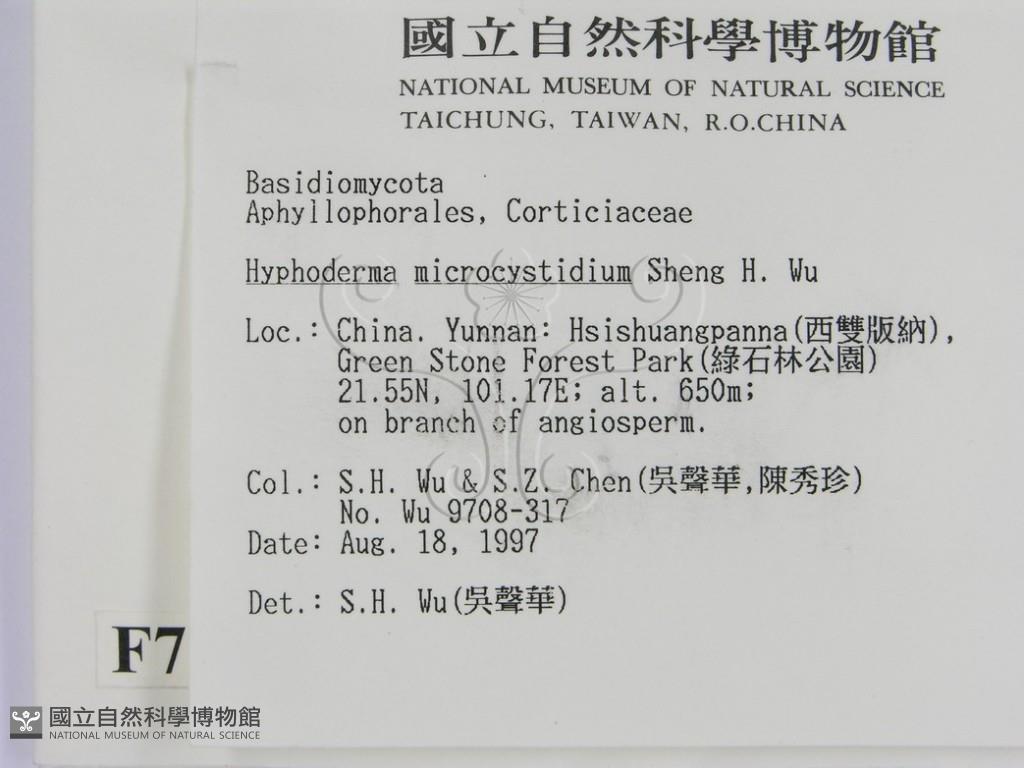 國立自然科學博物館
NATIONAL MUSEUM OF NATURAL SCIENCE
TAICHUNG, TAIWAN, R.O.CHINA
Basidiomycota
Aphyllophorales, Corticiaceae
Hyphoderma microcystidium Sheng H. Wu
Loc.: China. Yunnan: Hsishuangpanna(西雙版納),
Green Stone Forest Park(綠石林公園)
21.55N, 101.17E; alt. 650m;
on branch of angiosperm.
Col.: S.H. Wu & S.Z. Chen(吳聲華,陳秀珍)
No. Wu 9708-317
Date: Aug. 18, 1997
Det.: S.H. Wu(吳聲華)
F7
國立自然科學博物館
NATIONAL MUSEUM OF NATURAL SCIENCE